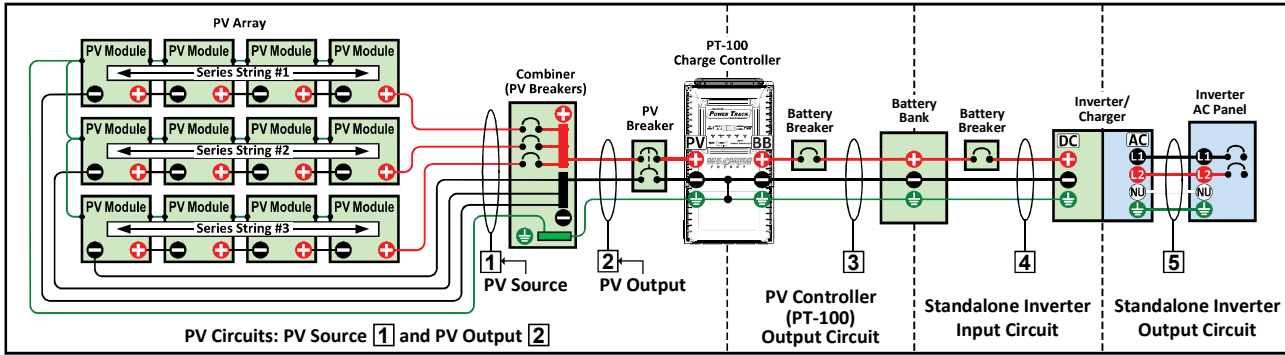 PV Array
PV Module PV Module PV Module PV Module
Series String #1
PV Module PV Module PV Module PV Module
Series String #2
PV Module PV Module PV Module PV Module
Series String #3
Combiner
(PV Breakers)
PV
Breaker
PT-100
Charge Controller
POWER TRACK
PV BB
Battery
Breaker
Battery
Bank
Battery
Breaker
Inverter/
Charger
DC AC
L1
L2
NU
Inverter
AC Panel
L1
L2
NU
1
PV Source
2
PV Output
3
4
5
PV Controller
(PT-100)
Output Circuit
Standalone Inverter
Input Circuit
Standalone Inverter
Output Circuit
PV Circuits: PV Source 1 and PV Output 2